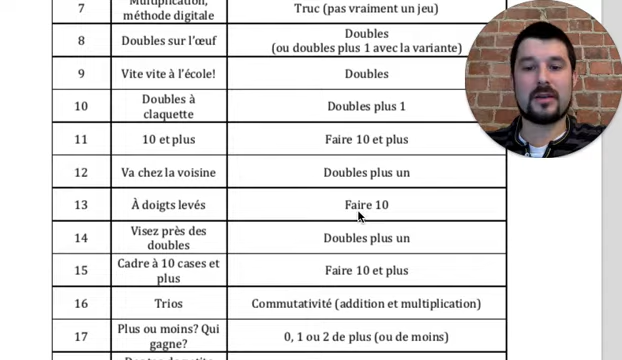 7 Multiplication, méthode digitale Truc (pas vraiment un jeu)
8 Doubles sur l'œuf Doubles
(ou doubles plus 1 avec la variante)
9 Vite vite à l'école! Doubles
10 Doubles à claquette Doubles plus 1
11 10 et plus Faire 10 et plus
12 Va chez la voisine Doubles plus un
13 À doigts levés Faire 10
14 Visez près des doubles Doubles plus un
15 Cadre à 10 cases et plus Faire 10 et plus
16 Trios Commutativité (addition et multiplication)
17 Plus ou moins? Qui gagne? 0, 1 ou 2 de plus (ou de moins)